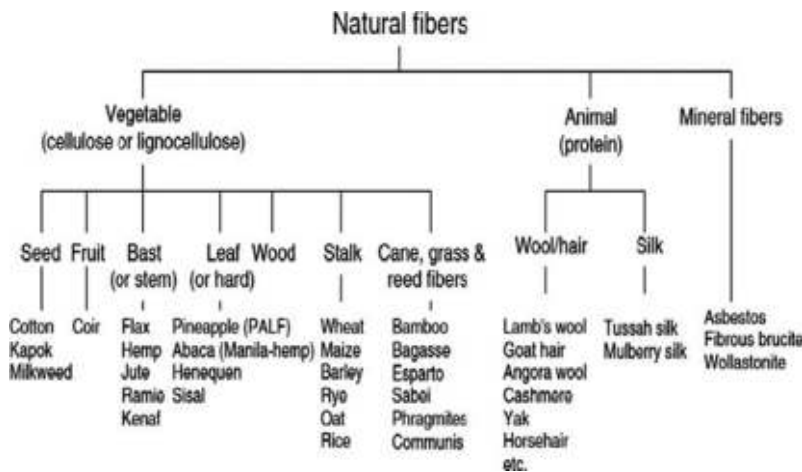 Natural fibers
Vegetable
(cellulose or lignocellulose)
Animal
(protein)
Mineral fibers
Seed
Fruit
Bast
(or stem)
Leaf
(or hard)
Wood
Stalk
Cane, grass &
reed fibers
Wool/hair
Silk
Cotton
Kapok
Milkweed
Coir
Flax
Hemp
Jute
Ramie
Kenaf
Pineapple (PALF)
Abaca (Manila-hemp)
Henequen
Sisal
Wheat
Maize
Barley
Rye
Oat
Rice
Bamboo
Bagasse
Esparto
Sabei
Phragmites
Communis
Lamb's wool
Goat hair
Angora wool
Cashmere
Yak
Horsehair
etc.
Tussah silk
Mulberry silk
Asbestos
Fibrous brucite
Wollastonite